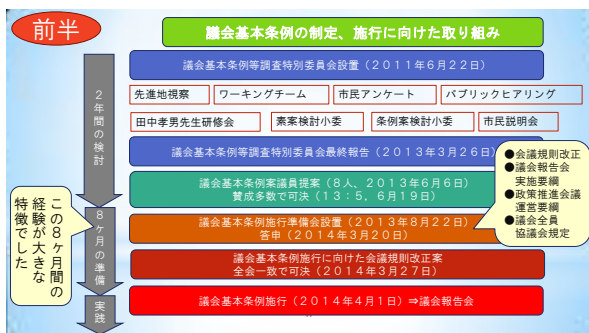 前半
議会基本条例の制定、施行に向けた取り組み
2年間の検討
議会基本条例等調査特別委員会設置（2011年6月22日）
先進地視察
ワーキングチーム
市民アンケート
パブリックヒアリング
田中孝男先生研修会
素案検討小委
条例案検討小委
市民説明会
議会基本条例等調査特別委員会最終報告（2013年3月26日）
議会基本条例案議員提案（8人、2013年6月6日）
賛成多数で可決（13：5，6月19日）
8ヶ月の準備
議会基本条例施行準備会設置（2013年8月22日）
答申（2014年3月20日）
●会議規則改正
●議会報告会
実施要綱
●政策推進会議
運営要綱
●議会全員
協議会規定
この8ヶ月間の
経験が大きな
特徴でした
議会基本条例施行に向けた会議規則改正案
全会一致で可決（2014年3月27日）
実践
議会基本条例施行（2014年4月1日）⇒議会報告会